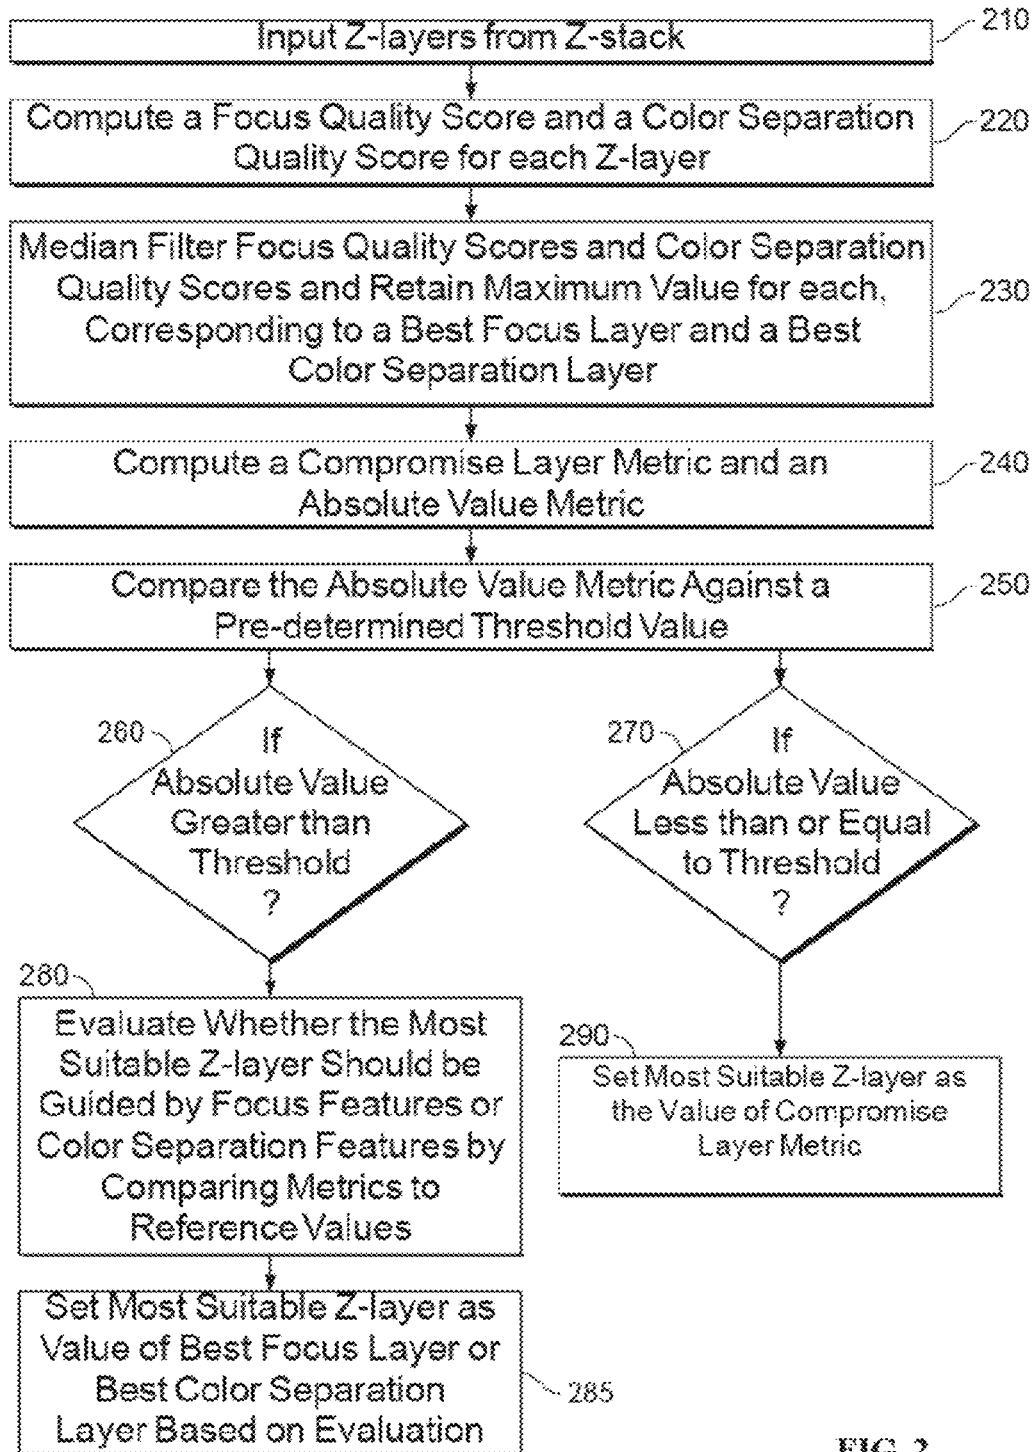 Input Z-layers from Z-stack
210
Compute a Focus Quality Score and a Color Separation
Quality Score for each Z-layer
220
Median Filter Focus Quality Scores and Color Separation
Quality Scores and Retain Maximum Value for each,
Corresponding to a Best Focus Layer and a Best
Color Separation Layer
230
Compute a Compromise Layer Metric and an
Absolute Value Metric
240
Compare the Absolute Value Metric Against a
Pre-determined Threshold Value
250
260
If
Absolute Value
Greater than
Threshold
?
270
If
Absolute Value
Less than or Equal
to Threshold
?
280
Evaluate Whether the Most
Suitable Z-layer Should be
Guided by Focus Features or
Color Separation Features by
Comparing Metrics to
Reference Values
290
Set Most Suitable Z-layer as
the Value of Compromise
Layer Metric
Set Most Suitable Z-layer as
Value of Best Focus Layer or
Best Color Separation
Layer Based on Evaluation
285
FIG. 2